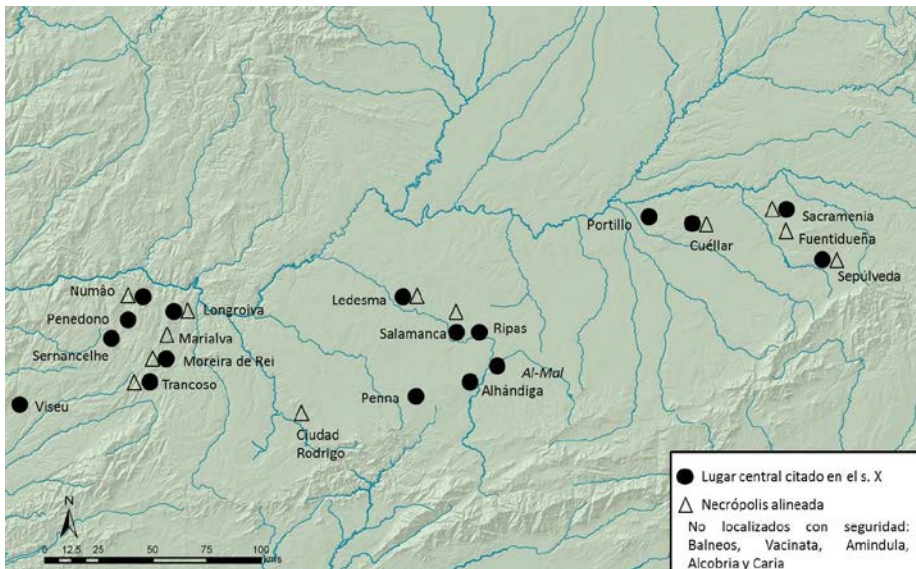 Portillo
Cuéllar
Sacramenia
Fuentidueña
Sepúlveda
Numão
Longroiva
Penedono
Marialva
Sernancelhe
Moreira de Rei
Trancoso
Viseu
Ledesma
Salamanca
Ripas
Al-Mul
Alhándiga
Penna
Ciudad
Rodrigo
N
0 12.5 25 50 75 100
Lugar central citado en el s. X
Necrópolis alineada
No localizados con seguridad:
Balneos, Vacinata, Amindula,
Alcobria y Caria